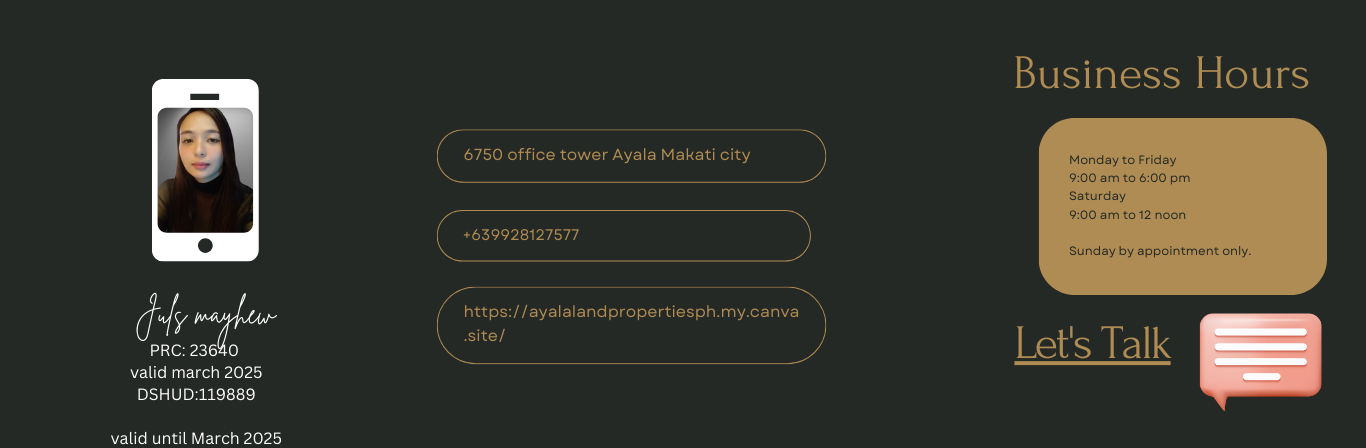 Juls mayhew
PRC: 23640
valid march 2025
DSHUD:119889
valid until March 2025
6750 office tower Ayala Makati city
+639928127577
https://ayalalandpropertiesph.my.canva
.site/
Business Hours
Monday to Friday
9:00 am to 6:00 pm
Saturday
9:00 am to 12 noon
Sunday by appointment only.
Let's Talk